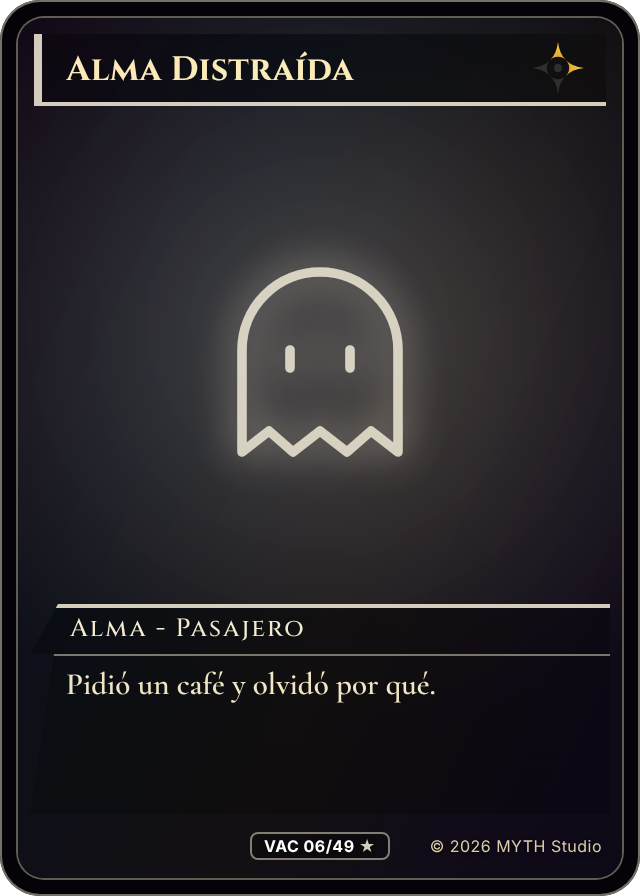 Alma Distraída
Alma - Pasajero
Pidió un café y olvidó por qué.
VAC 06/49 ★
© 2026 MYTH Studio